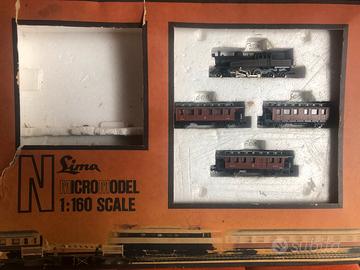 N
Lima
MICROMODEL
1:160 SCALE
subito